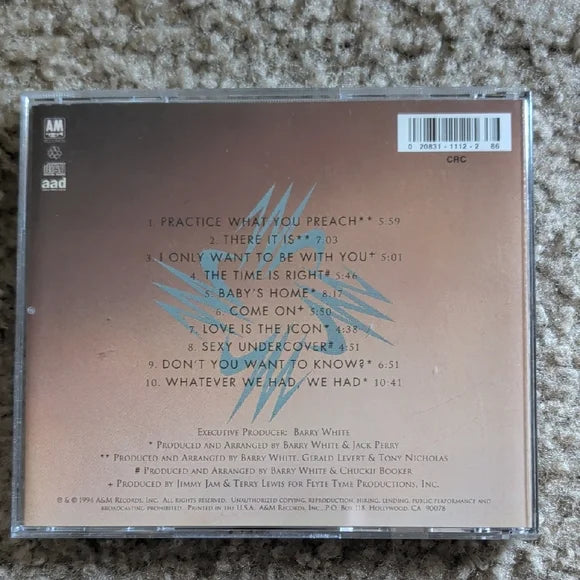 AM
aad
0 20831-1112-2 86
CRC
1. PRACTICE WHAT YOU PREACH** 5:59
2. THERE IT IS** 7:03
3. I ONLY WANT TO BE WITH YOU+ 5:01
4. THE TIME IS RIGHT# 5:46
5. BABY'S HOME* 8:17
6. COME ON+ 5:50
7. LOVE IS THE ICON* 4:38
8. SEXY UNDERCOVER# 4:51
9. DON'T YOU WANT TO KNOW?* 6:51
10. WHATEVER WE HAD, WE HAD* 10:41
EXECUTIVE PRODUCER: BARRY WHITE
* PRODUCED AND ARRANGED BY BARRY WHITE & JACK PERRY
** PRODUCED AND ARRANGED BY BARRY WHITE, GERALD LEVERT & TONY NICHOLAS
# PRODUCED AND ARRANGED BY BARRY WHITE & CHUCKII BOOKER
+ PRODUCED BY JIMMY JAM & TERRY LEWIS FOR FLYTE TYME PRODUCTIONS, INC.
℗ & © 1994 A&M RECORDS, INC. ALL RIGHTS RESERVED. UNAUTHORIZED COPYING, REPRODUCTION, HIRING, LENDING, PUBLIC PERFORMANCE AND
BROADCASTING PROHIBITED. PRINTED IN THE U.S.A. A&M RECORDS, INC. P.O. BOX 118 HOLLYWOOD, CA 90078